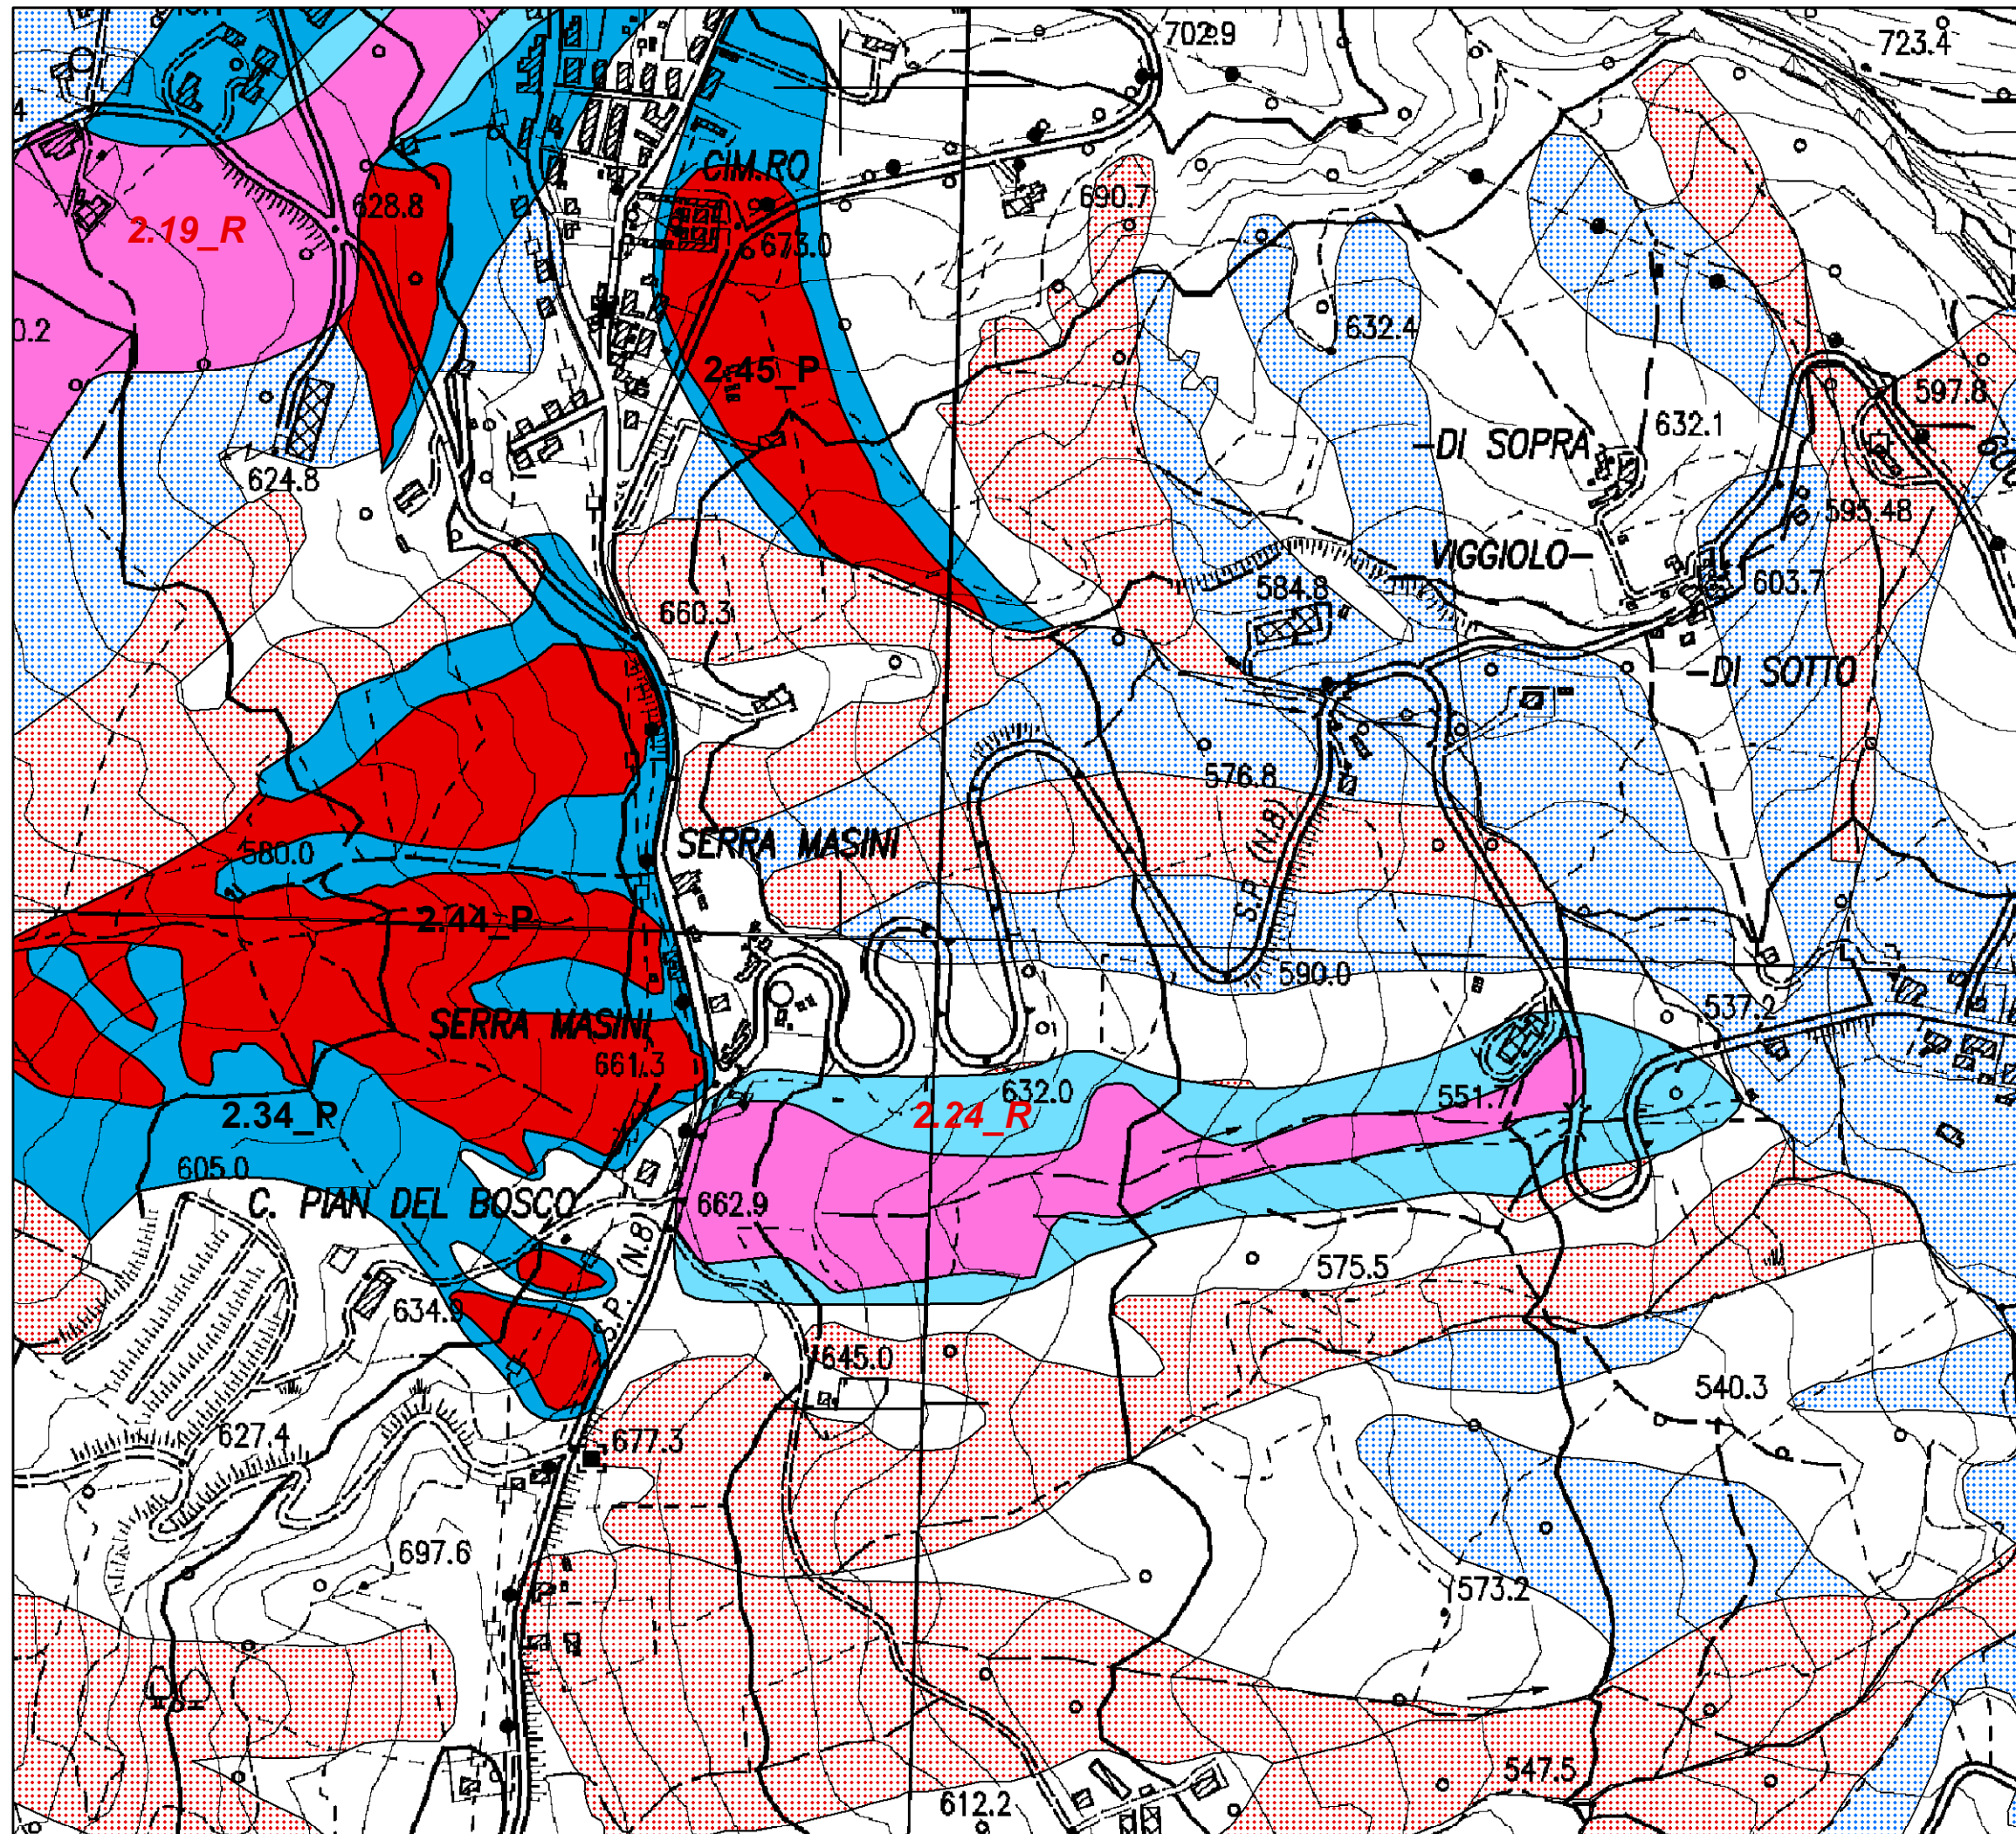 702.9
723.4
CIM.RO
628.8
690.7
2.19_R
673.0
0.2
632.4
2.45_P
597.8
632.1
-DI SOPRA
624.8
595.48
VIGGIOLO-
584.8
603.7
660.3
-DI SOTTO
576.8
S.P. (N.8)
SERRA MASINI
580.0
2.44_P
590.0
537.2
SERRA MASINI
661.3
632.0
551.7
2.34_R
2.24_R
605.0
C. PIAN DEL BOSCO
662.9
S.P. (N.8)
575.5
634.9
645.0
540.3
627.4
677.3
697.6
573.2
547.5
612.2